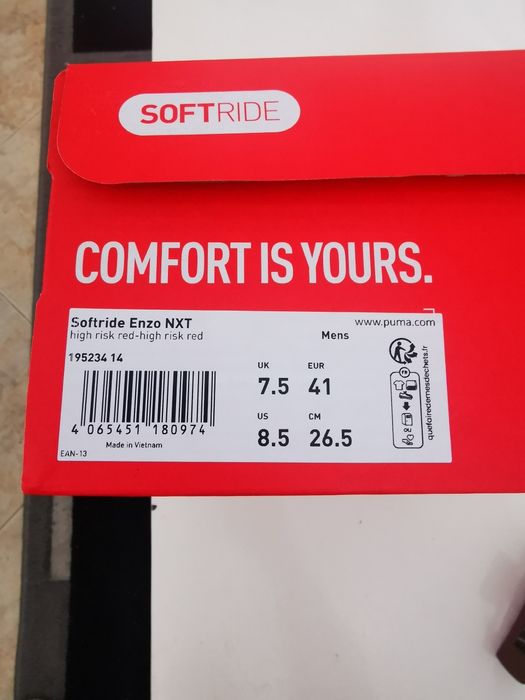 SOFTRIDE
COMFORT IS YOURS.
Softride Enzo NXT
www.puma.com
high risk red-high risk red
Mens
195234 14
UK EUR
7.5 41
US CM
8.5 26.5
4 065451 180974
Made in Vietnam
EAN-13
FR
quefairedemesdechets.fr